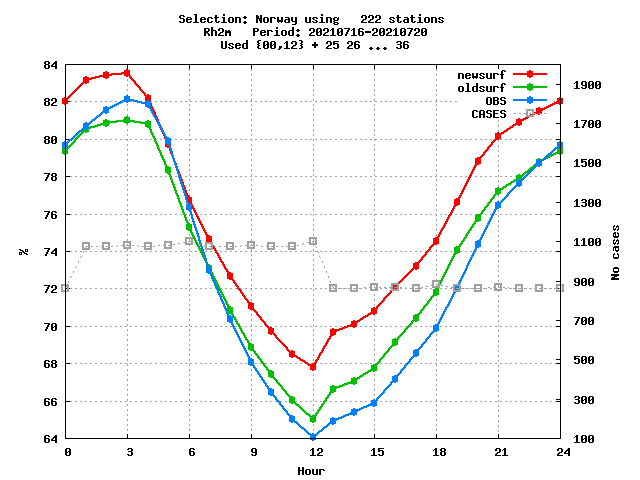 Selection: Norway using   222 stations
Rh2m   Period: 20210716-20210720
Used {00,12} + 25 26 ... 36
84
82
80
78
76
74
72
70
68
66
64
%
newsurf
oldsurf
OBS
CASES
1900
1700
1500
1300
1100
900
700
500
300
100
No cases
0 3 6 9 12 15 18 21 24
Hour